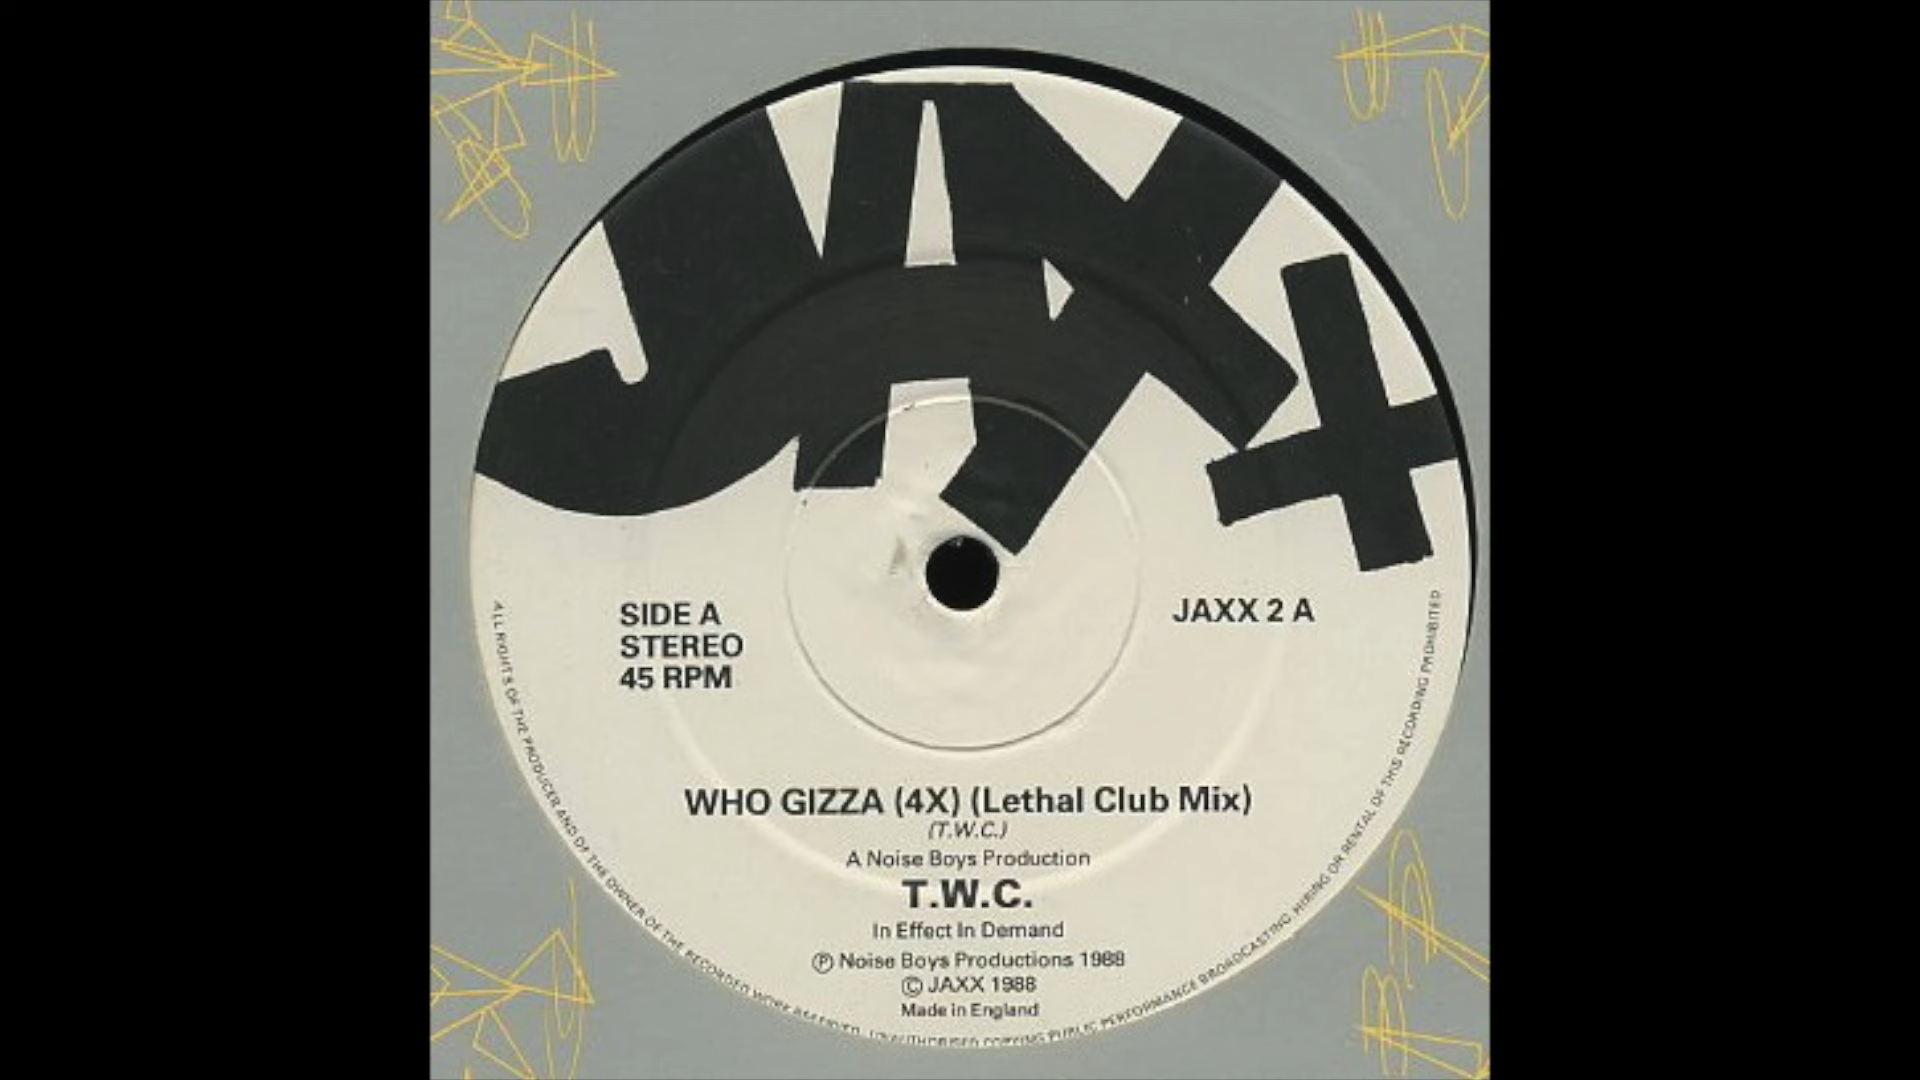 JAXX
SIDE A
STEREO
45 RPM
JAXX 2 A
WHO GIZZA (4X) (Lethal Club Mix)
(T.W.C.)
A Noise Boys Production
T.W.C.
In Effect In Demand
Ⓟ Noise Boys Productions 1988
© JAXX 1988
Made in England
ALL RIGHTS OF THE PRODUCER AND OF THE OWNER OF THE RECORDED WORK RESERVED. UNAUTHORISED COPYING PUBLIC PERFORMANCE BROADCASTING HIRING OR RENTAL OF THIS RECORDING PROHIBITED